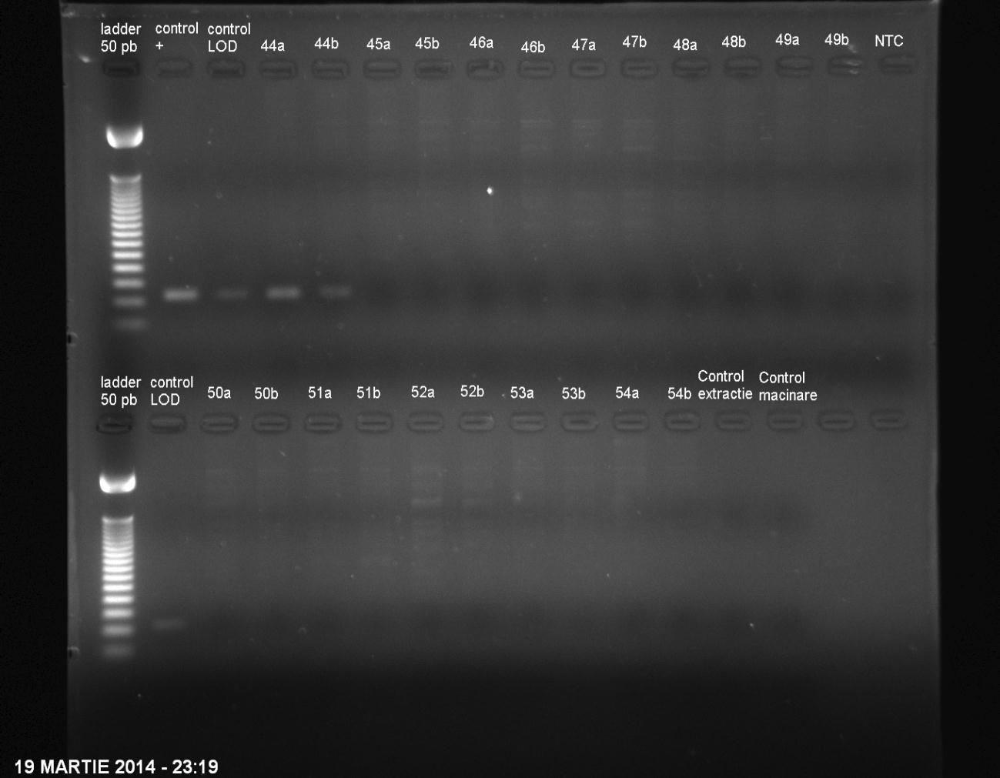 ladder
50 pb
control
+
control
LOD
44a
44b
45a
45b
46a
46b
47a
47b
48a
48b
49a
49b
NTC
ladder
50 pb
control
LOD
50a
50b
51a
51b
52a
52b
53a
53b
54a
54b
Control
extractie
Control
macinare
19 MARTIE 2014 - 23:19